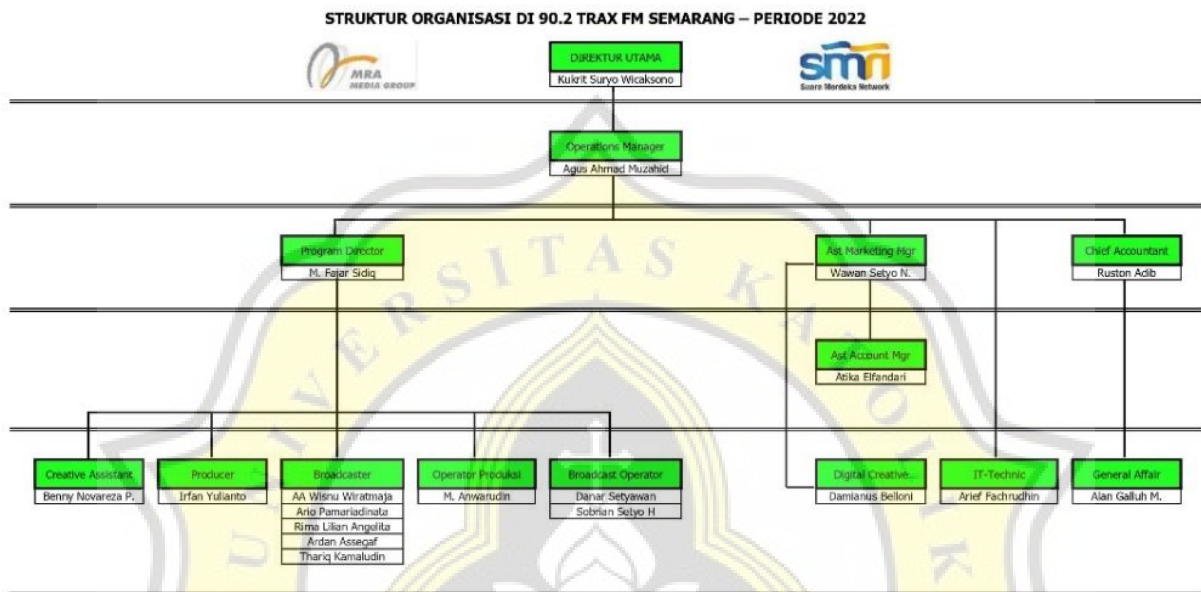 STRUKTUR ORGANISASI DI 90.2 TRAX FM SEMARANG – PERIODE 2022
MRA
MEDIA GROUP
DIREKTUR UTAMA
Kukrit Suryo Wicaksono
smn
Suara Merdeka Network
Operations Manager
Agus Ahmad Muzahid
Program Director
M. Fajar Sidiq
Ast Marketing Mgr
Wawan Setyo N.
Chief Accountant
Ruston Adib
Ast Account Mgr
Atika Elfandari
Creative Assistant
Benny Novareza P.
Producer
Irfan Yulianto
Broadcaster
AA Wisnu Wiratmaja
Ario Pamariadinata
Rima Lilian Angelita
Ardan Assegaf
Thariq Kamaludin
Operator Produksi
M. Anwarudin
Broadcast Operator
Danar Setyawan
Sobrian Setyo H
Digital Creative...
Damianus Belloni
IT-Technic
Arief Fachrudhin
General Affair
Alan Galluh M.
UNIVERSITAS KATOLIK